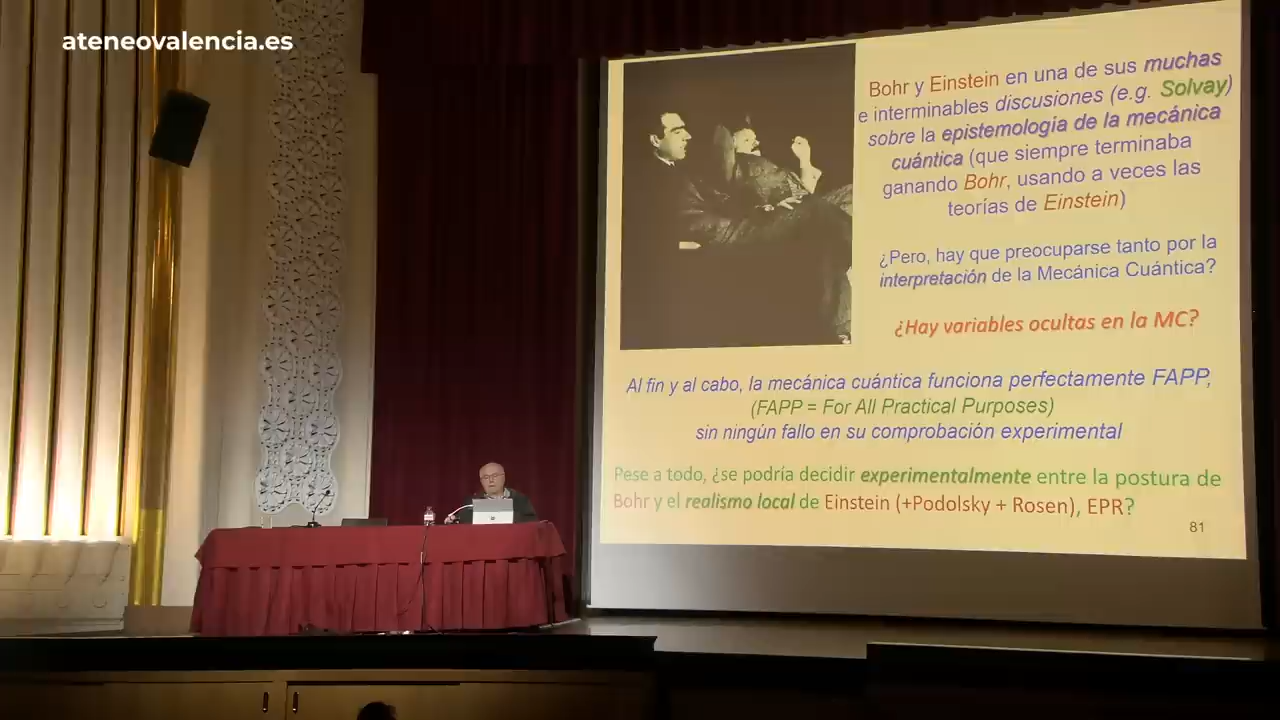 ateneovalencia.es
Bohr y Einstein en una de sus muchas
e interminables discusiones (e.g. Solvay)
sobre la epistemología de la mecánica
cuántica (que siempre terminaba
ganando Bohr, usando a veces las
teorías de Einstein)
¿Pero, hay que preocuparse tanto por la
interpretación de la Mecánica Cuántica?
¿Hay variables ocultas en la MC?
Al fin y al cabo, la mecánica cuántica funciona perfectamente FAPP,
(FAPP = For All Practical Purposes)
sin ningún fallo en su comprobación experimental
Pese a todo, ¿se podría decidir experimentalmente entre la postura de
Bohr y el realismo local de Einstein (+Podolsky + Rosen), EPR?
81